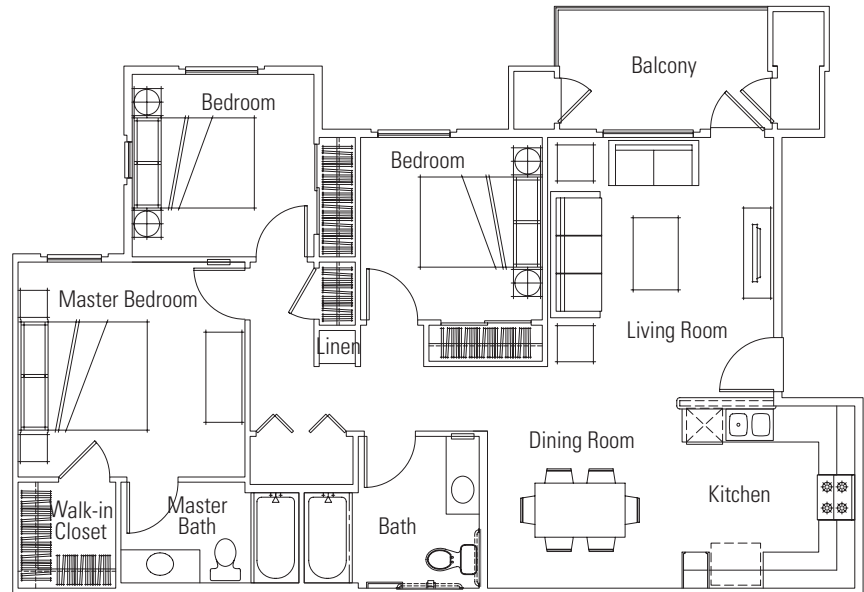 Balcony
Bedroom
Bedroom
Master Bedroom
Living Room
Linen
Dining Room
Kitchen
Walk-in
Closet
Master
Bath
Bath